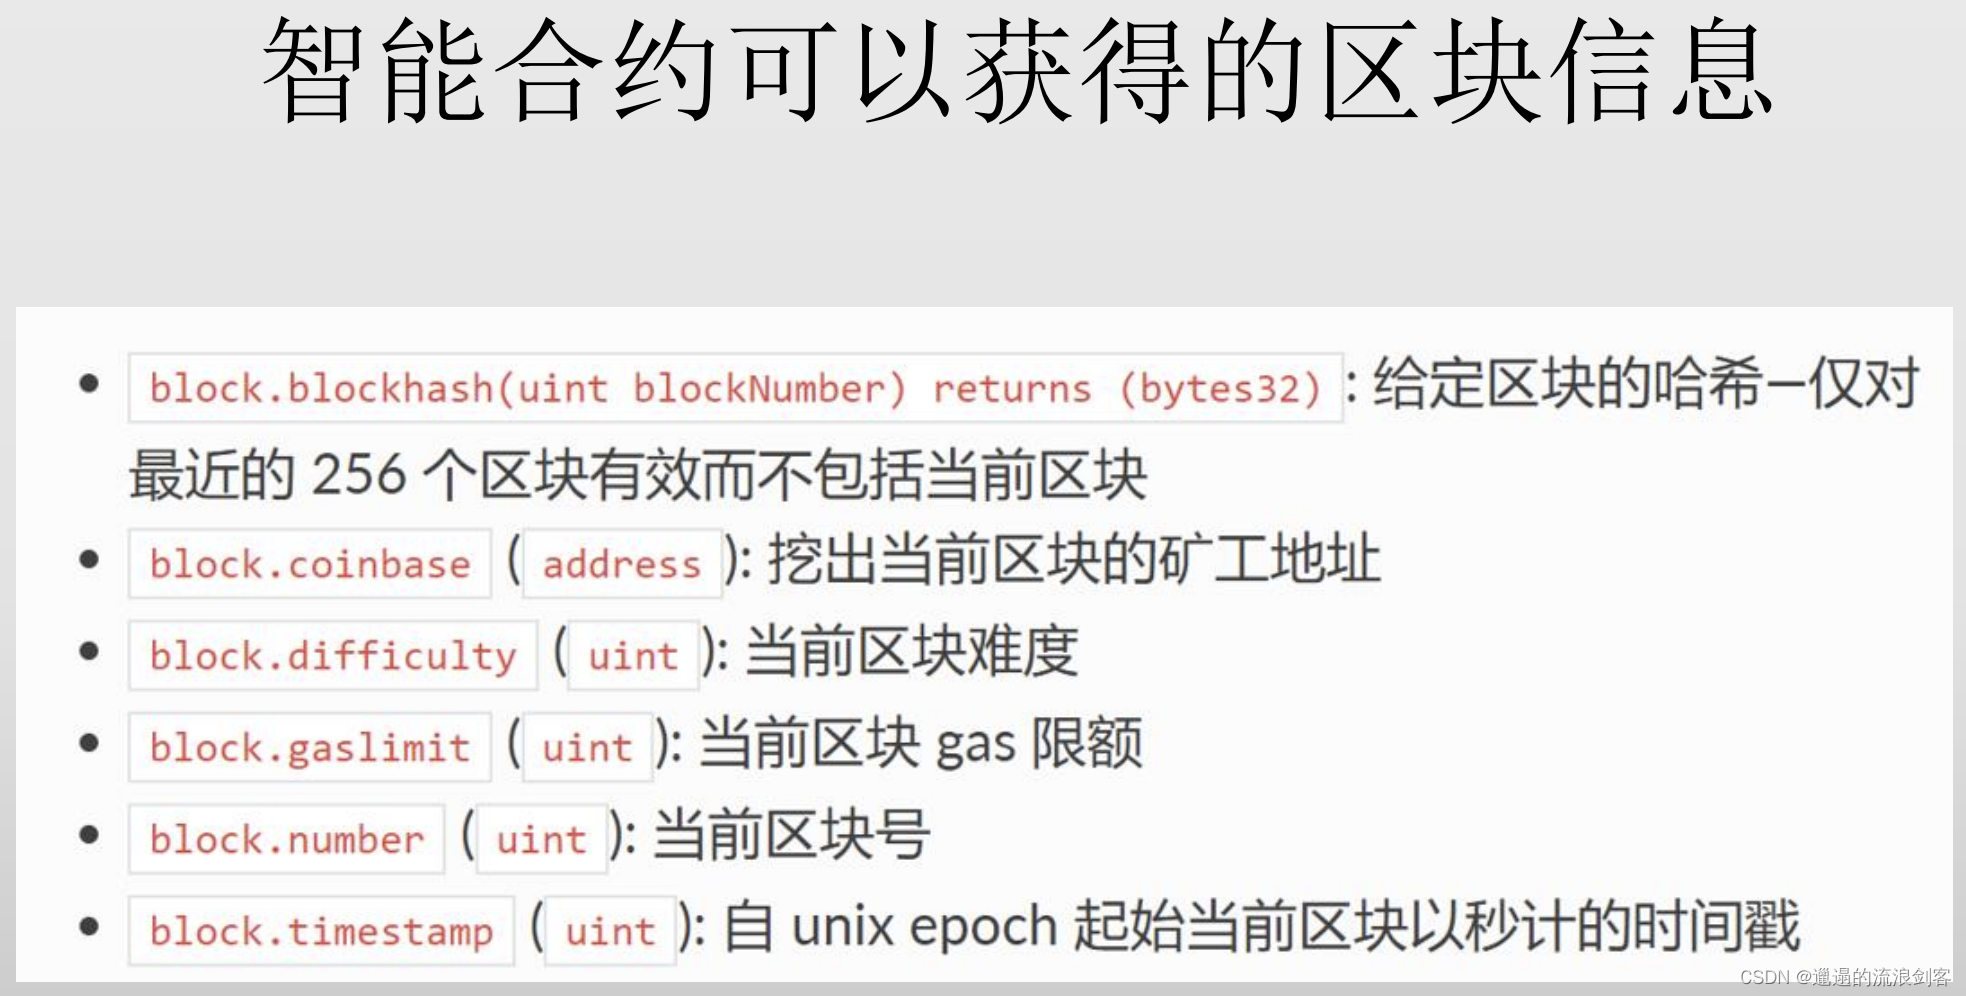 智能合约可以获得的区块信息
• block.blockhash(uint blockNumber) returns (bytes32) : 给定区块的哈希—仅对
最近的 256 个区块有效而不包括当前区块
• block.coinbase ( address ): 挖出当前区块的矿工地址
• block.difficulty ( uint ): 当前区块难度
• block.gaslimit ( uint ): 当前区块 gas 限额
• block.number ( uint ): 当前区块号
• block.timestamp ( uint ): 自 unix epoch 起始当前区块以秒计的时间戳
CSDN @邋遢的流浪剑客